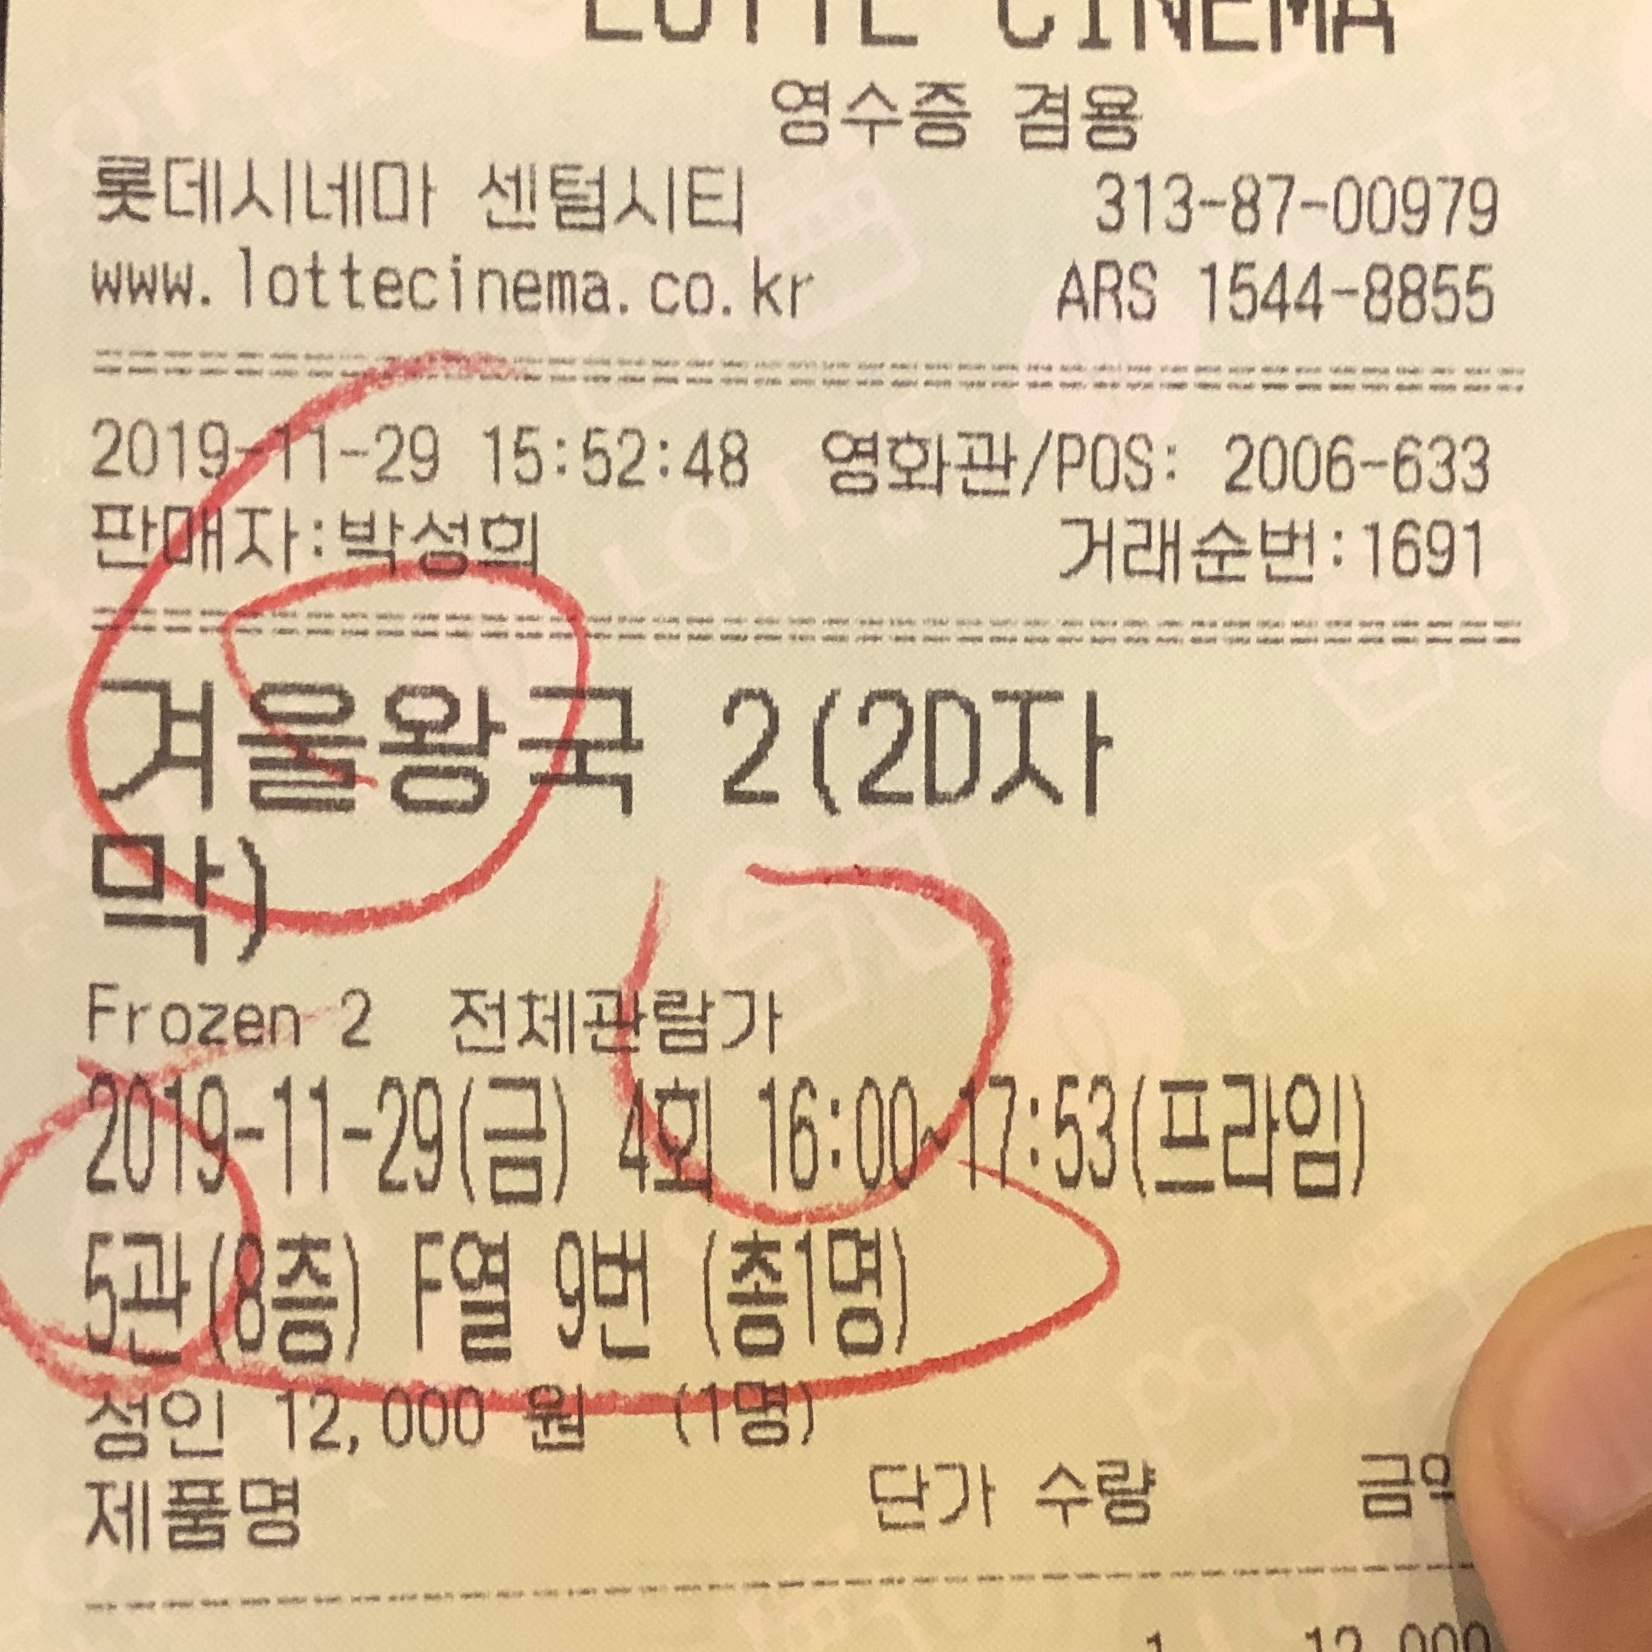 LOTTE CINEMA
영수증 겸용
롯데시네마 센텀시티 313-87-00979
www.lottecinema.co.kr ARS 1544-8855
2019-11-29 15:52:48 영화관/POS: 2006-633
판매자:박성희 거래순번:1691
겨울왕국 2(2D자
막)
Frozen 2 전체관람가
2019-11-29(금) 4회 16:00~17:53(프라임)
5관(8층) F열 9번 (총1명)
성인 12,000 원 (1명)
제품명 단가 수량 금액
1 12,000